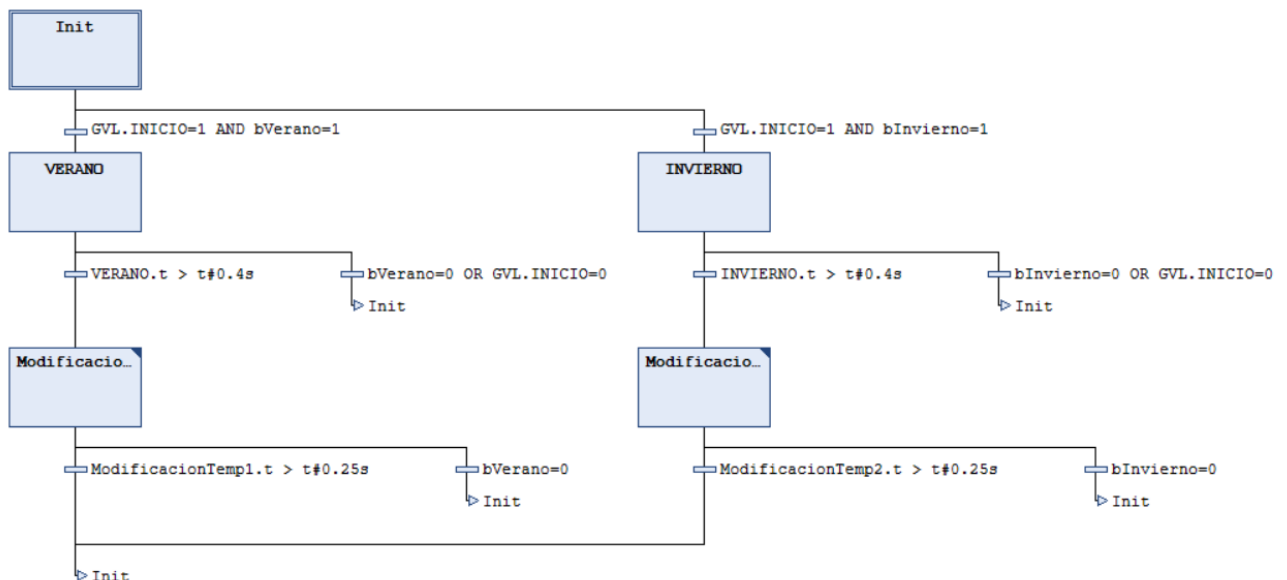 Init
GVL.INICIO=1 AND bVerano=1
GVL.INICIO=1 AND bInvierno=1
VERANO
INVIERNO
VERANO.t > t#0.4s
bVerano=0 OR GVL.INICIO=0
INVIERNO.t > t#0.4s
bInvierno=0 OR GVL.INICIO=0
Init
Init
Modificacio…
Modificacio…
ModificacionTemp1.t > t#0.25s
bVerano=0
ModificacionTemp2.t > t#0.25s
bInvierno=0
Init
Init
Init